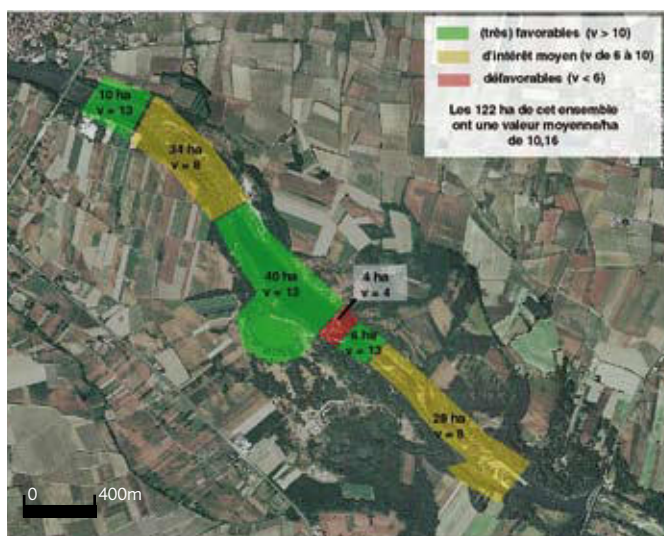 (très) favorables (v > 10)
d'intérêt moyen (v de 6 à 10)
défavorables (v < 6)
Les 122 ha de cet ensemble
ont une valeur moyenne/ha
de 10,16
10 ha
v = 13
34 ha
v = 8
40 ha
v = 13
4 ha
v = 4
6 ha
v = 13
28 ha
v = 8
0 400m